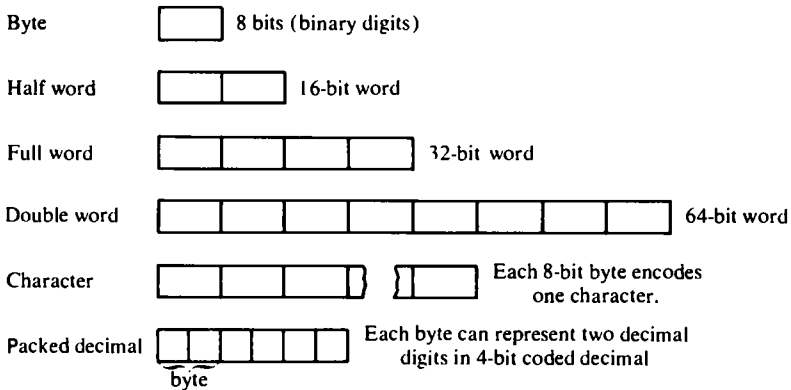 Byte 8 bits (binary digits)
Half word 16-bit word
Full word 32-bit word
Double word 64-bit word
Character Each 8-bit byte encodes
one character.
Packed decimal Each byte can represent two decimal
digits in 4-bit coded decimal
byte